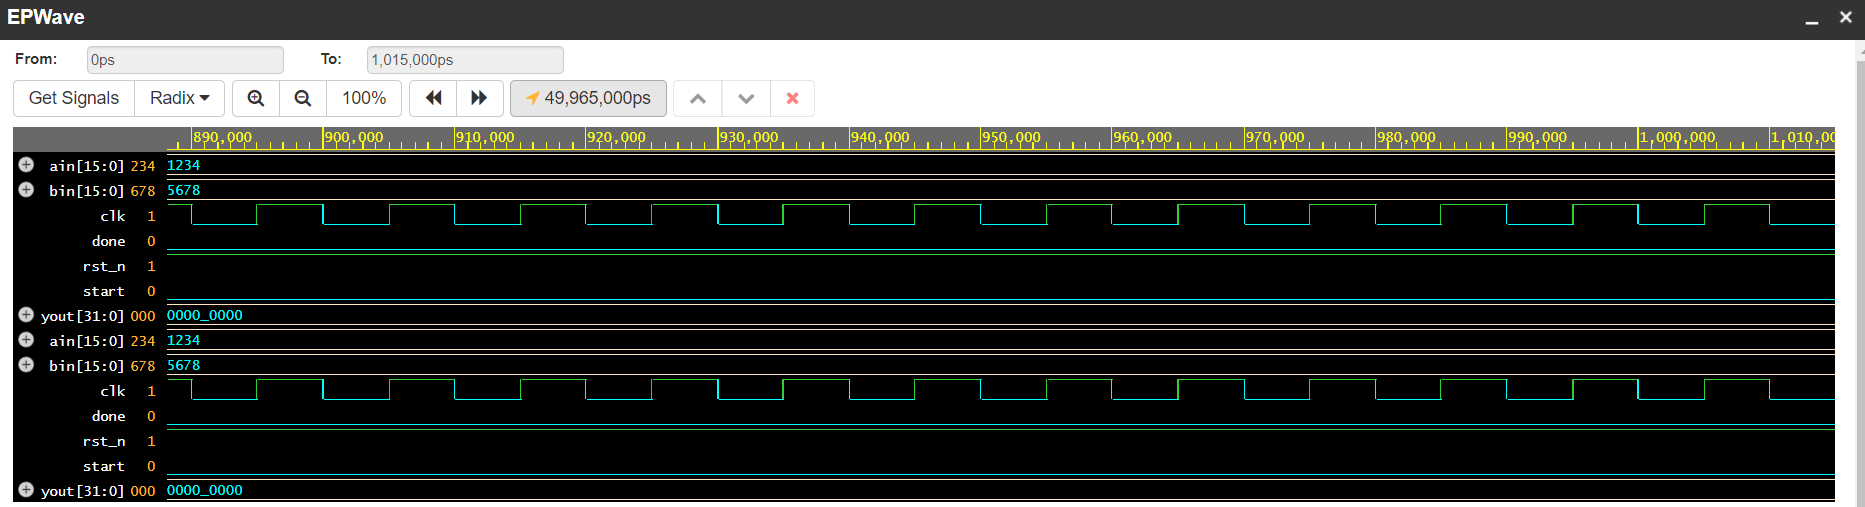 EPWave
From: 0ps To: 1,015,000ps
Get Signals Radix 100% 49,965,000ps
890,000 900,000 910,000 920,000 930,000 940,000 950,000 960,000 970,000 980,000 990,000 1,000,000 1,010,00
ain[15:0] 234 1234
bin[15:0] 678 5678
clk 1
done 0
rst_n 1
start 0
yout[31:0] 000 0000_0000
ain[15:0] 234 1234
bin[15:0] 678 5678
clk 1
done 0
rst_n 1
start 0
yout[31:0] 000 0000_0000